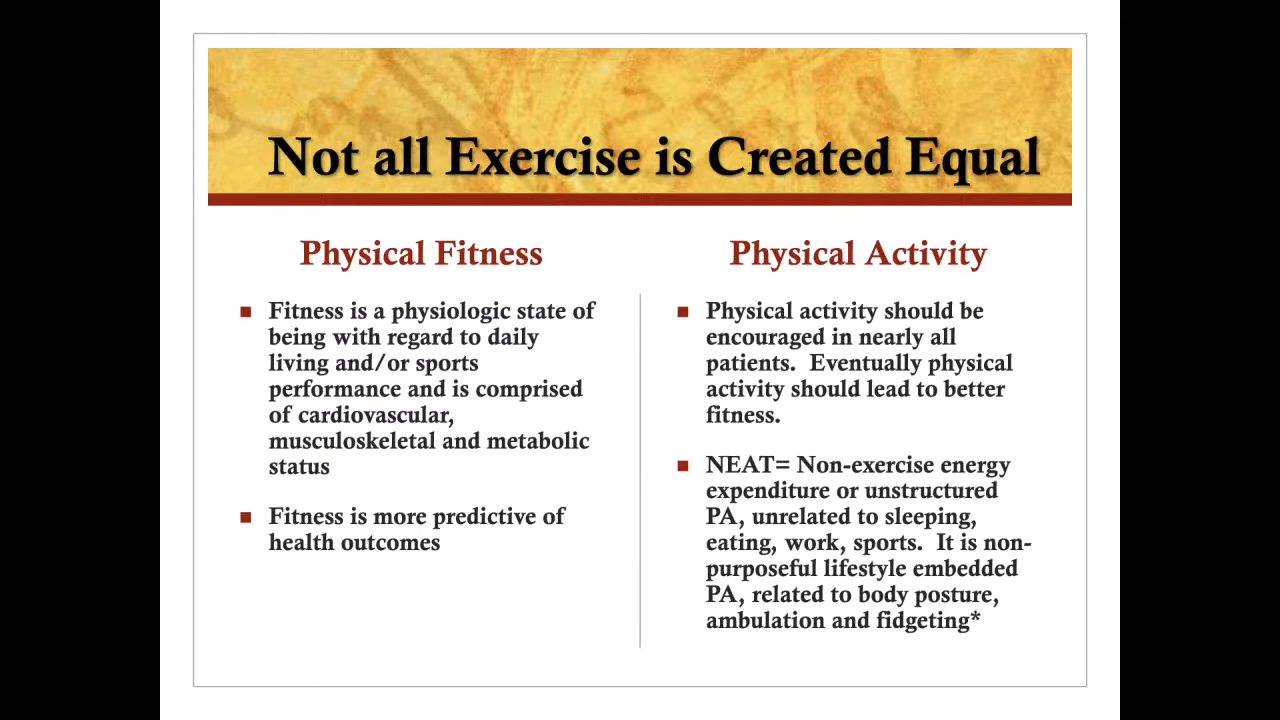 Not all Exercise is Created Equal
Physical Fitness
■ Fitness is a physiologic state of
being with regard to daily
living and/or sports
performance and is comprised
of cardiovascular,
musculoskeletal and metabolic
status
■ Fitness is more predictive of
health outcomes
Physical Activity
■ Physical activity should be
encouraged in nearly all
patients.  Eventually physical
activity should lead to better
fitness.
■ NEAT= Non-exercise energy
expenditure or unstructured
PA, unrelated to sleeping,
eating, work, sports.  It is non-
purposeful lifestyle embedded
PA, related to body posture,
ambulation and fidgeting*